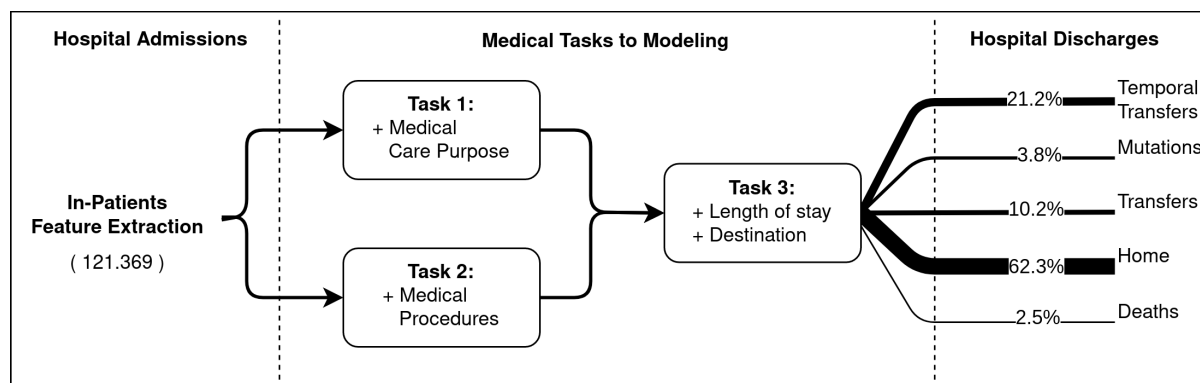 Hospital Admissions
Medical Tasks to Modeling
Hospital Discharges
In-Patients
Feature Extraction
( 121.369 )
Task 1:
+ Medical
Care Purpose
Task 2:
+ Medical
Procedures
Task 3:
+ Length of stay
+ Destination
21.2%
Temporal
Transfers
3.8%
Mutations
10.2%
Transfers
62.3%
Home
2.5%
Deaths